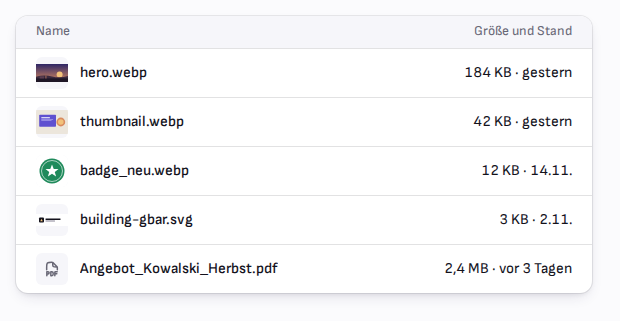 Name Größe und Stand
hero.webp 184 KB · gestern
thumbnail.webp 42 KB · gestern
badge_neu.webp 12 KB · 14.11.
building-gbar.svg 3 KB · 2.11.
PDF Angebot_Kowalski_Herbst.pdf 2,4 MB · vor 3 Tagen